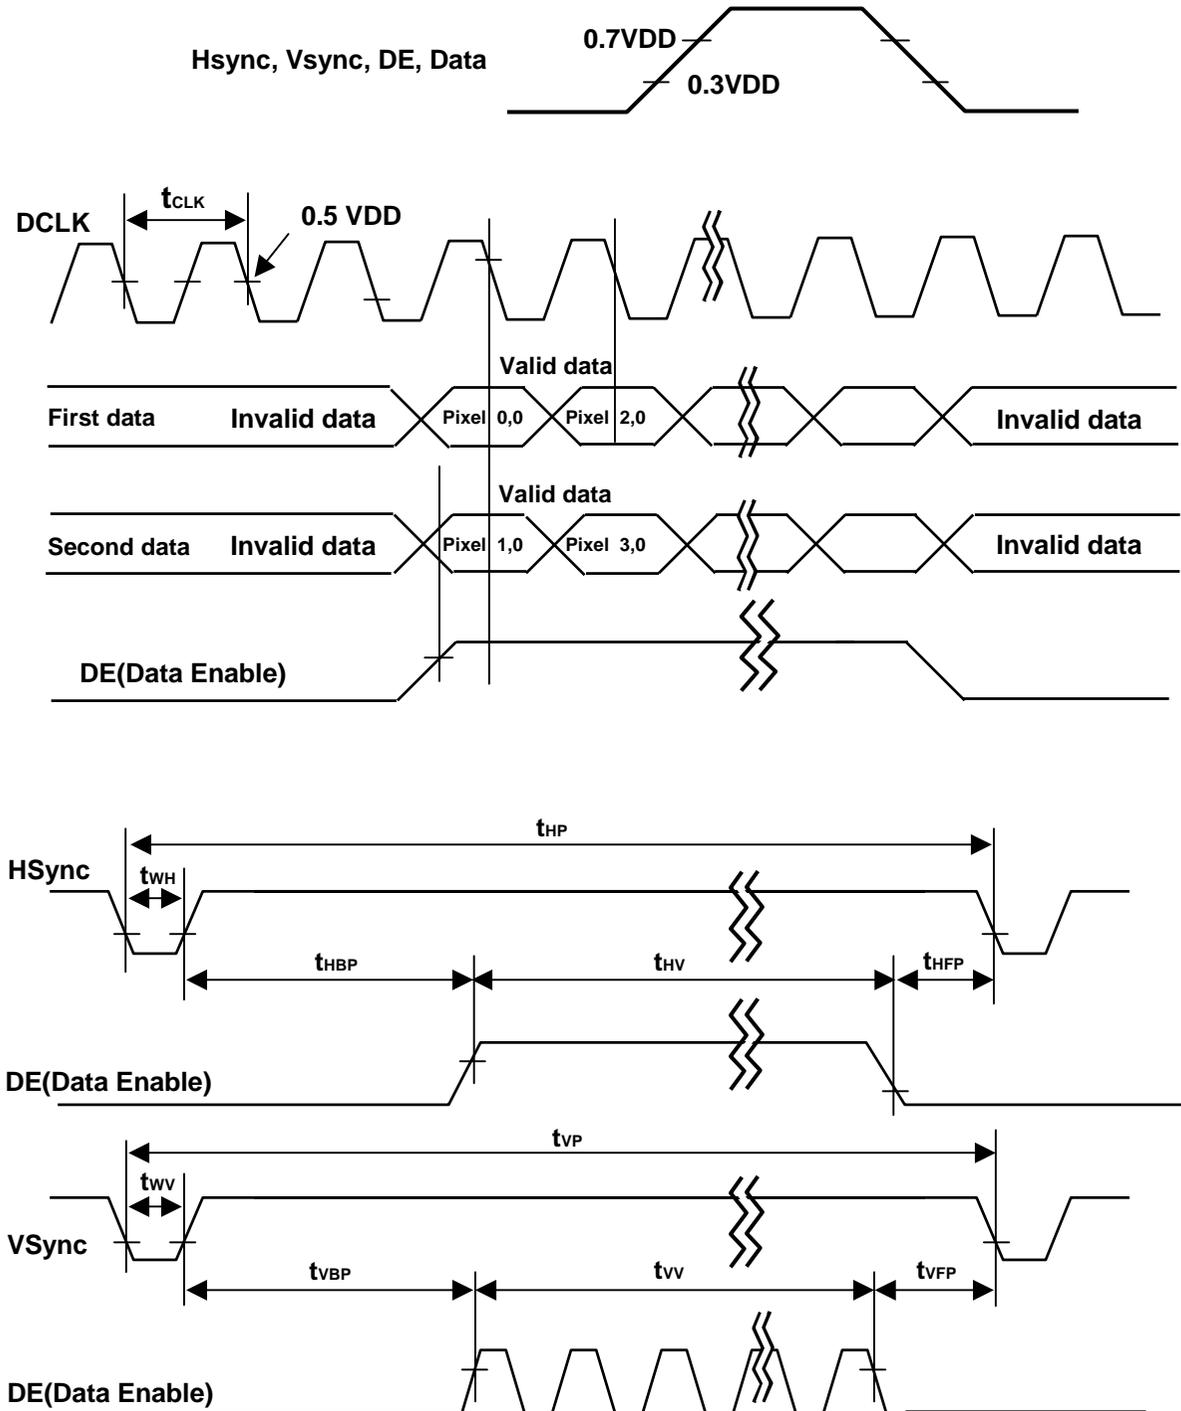 0.7VDD
Hsync, Vsync, DE, Data
0.3VDD
tCLK
DCLK
0.5 VDD
Valid data
First data Invalid data Pixel 0,0 Pixel 2,0 Invalid data
Valid data
Second data Invalid data Pixel 1,0 Pixel 3,0 Invalid data
DE(Data Enable)
tHP
HSync
tWH
tHBP tHV tHFP
DE(Data Enable)
tVP
tWV
VSync
tVBP tVV tVFP
DE(Data Enable)